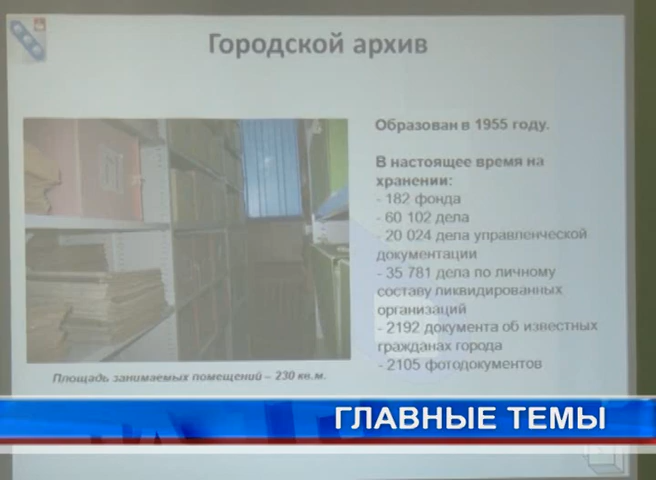 Городской архив
Образован в 1955 году.
В настоящее время на
хранении:
- 182 фонда
- 60 102 дела
- 20 024 дела управленческой
документации
- 35 781 дела по личному
составу ликвидированных
организаций
- 2192 документа об известных
гражданах города
- 2105 фотодокументов
Площадь занимаемых помещений – 230 кв.м.
ГЛАВНЫЕ ТЕМЫ